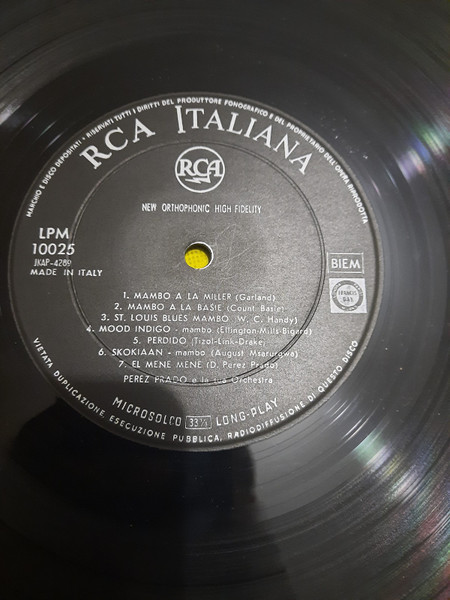 MARCHIO E DISCO DEPOSITATI • RISERVATI TUTTI I DIRITTI DEL PRODUTTORE FONOGRAFICO E DEL PROPRIETARIO DELL'OPERA RIPRODOTTA
RCA ITALIANA
RCA
NEW ORTHOPHONIC HIGH FIDELITY
LPM
10025
JKAP-4269
MADE IN ITALY
BIEM
1. MAMBO A LA MILLER (Garland)
2. MAMBO A LA BASIE (Count Basie)
3. ST. LOUIS BLUES MAMBO (W. C. Handy)
4. MOOD INDIGO - mambo (Ellington-Mills-Bigard)
5. PERDIDO (Tizol-Link-Drake)
6. SKOKIAAN - mambo (August Msarurgwa)
7. EL MENE MENE (D. Perez Prado)
PEREZ PRADO e la sua Orchestra
MICROSOLCO 33⅓ LONG-PLAY
VIETATA DUPLICAZIONE, ESECUZIONE PUBBLICA, RADIODIFFUSIONE DI QUESTO DISCO